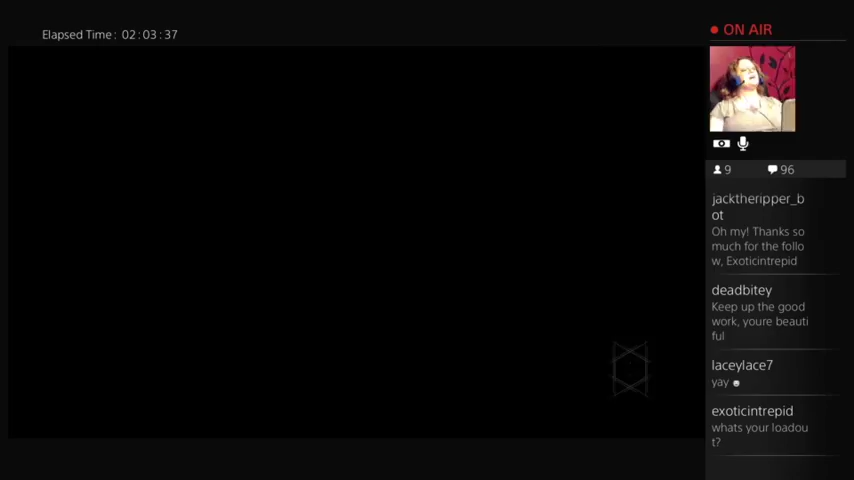 Elapsed Time: 02:03:37
ON AIR
9 96
jacktheripper_b
ot
Oh my! Thanks so
much for the follo
w, Exoticintrepid
deadbitey
Keep up the good
work, youre beauti
ful
laceylace7
yay
exoticintrepid
whats your loadou
t?